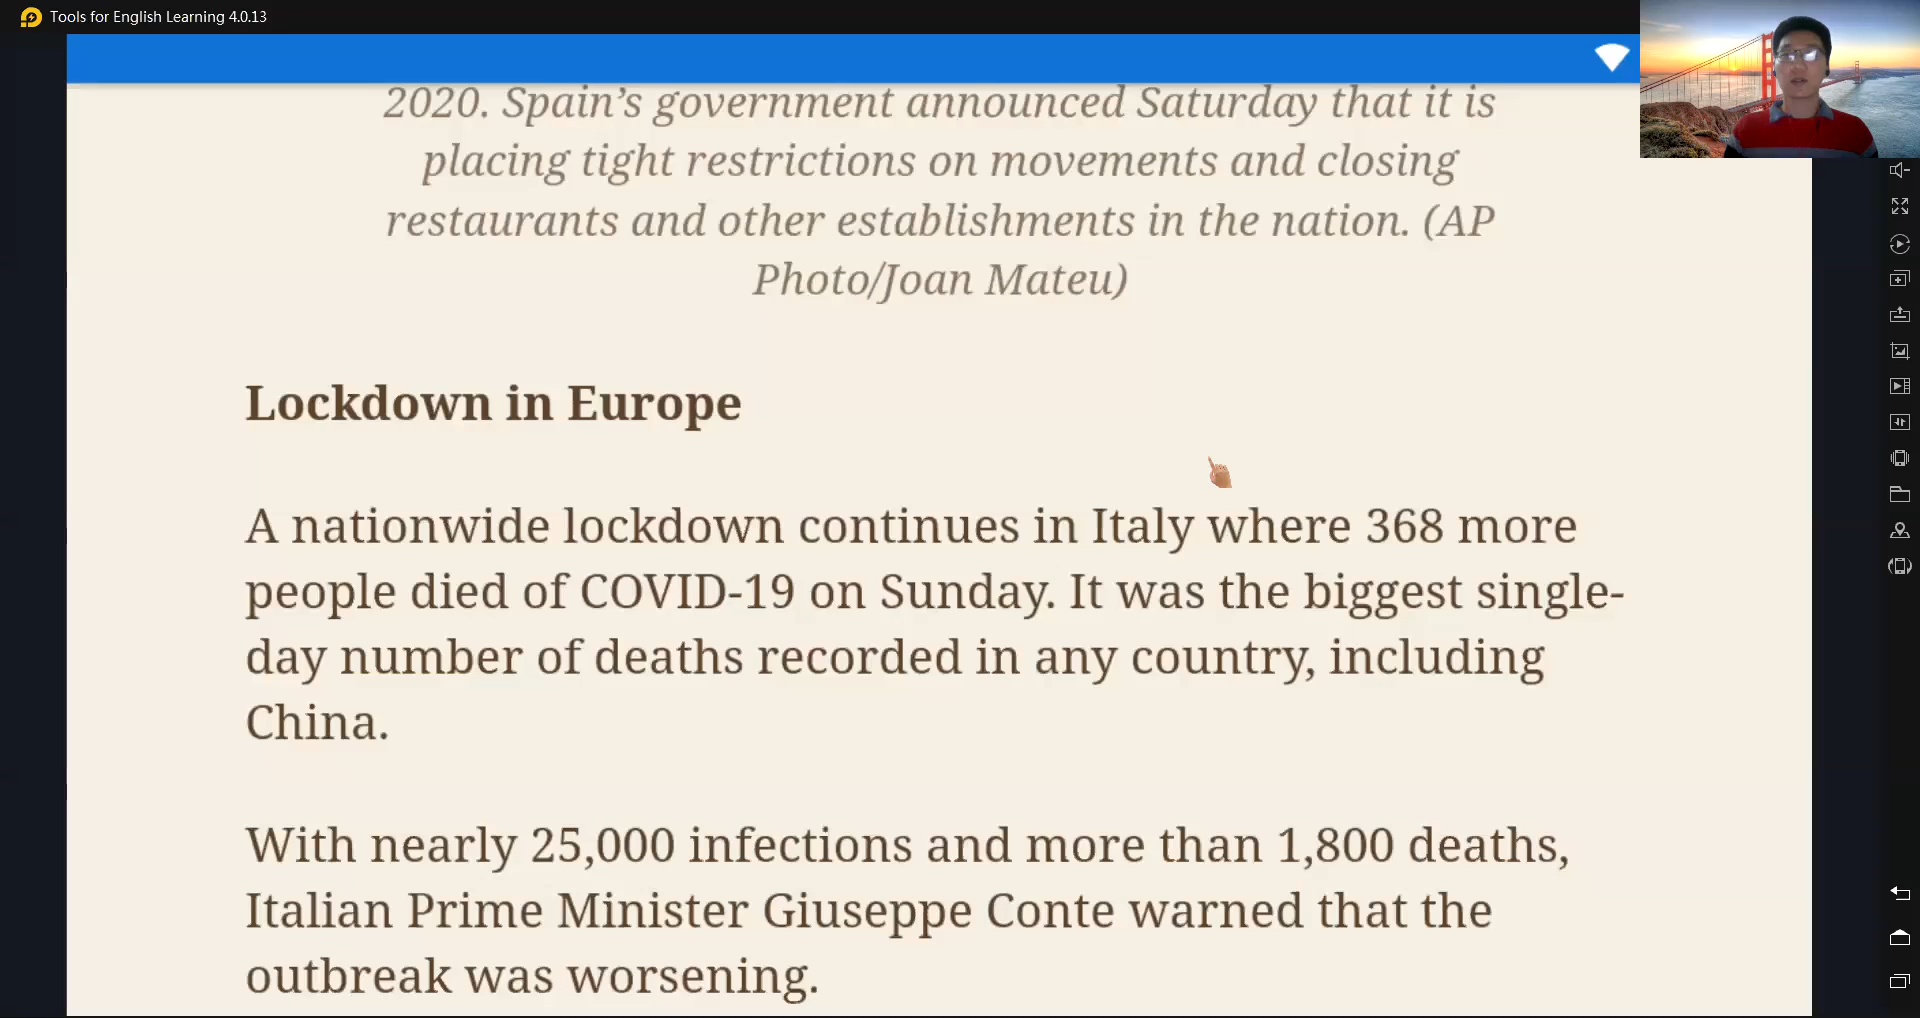 Tools for English Learning 4.0.13
2020. Spain’s government announced Saturday that it is
placing tight restrictions on movements and closing
restaurants and other establishments in the nation. (AP
Photo/Joan Mateu)
Lockdown in Europe
A nationwide lockdown continues in Italy where 368 more
people died of COVID-19 on Sunday. It was the biggest single-
day number of deaths recorded in any country, including
China.
With nearly 25,000 infections and more than 1,800 deaths,
Italian Prime Minister Giuseppe Conte warned that the
outbreak was worsening.